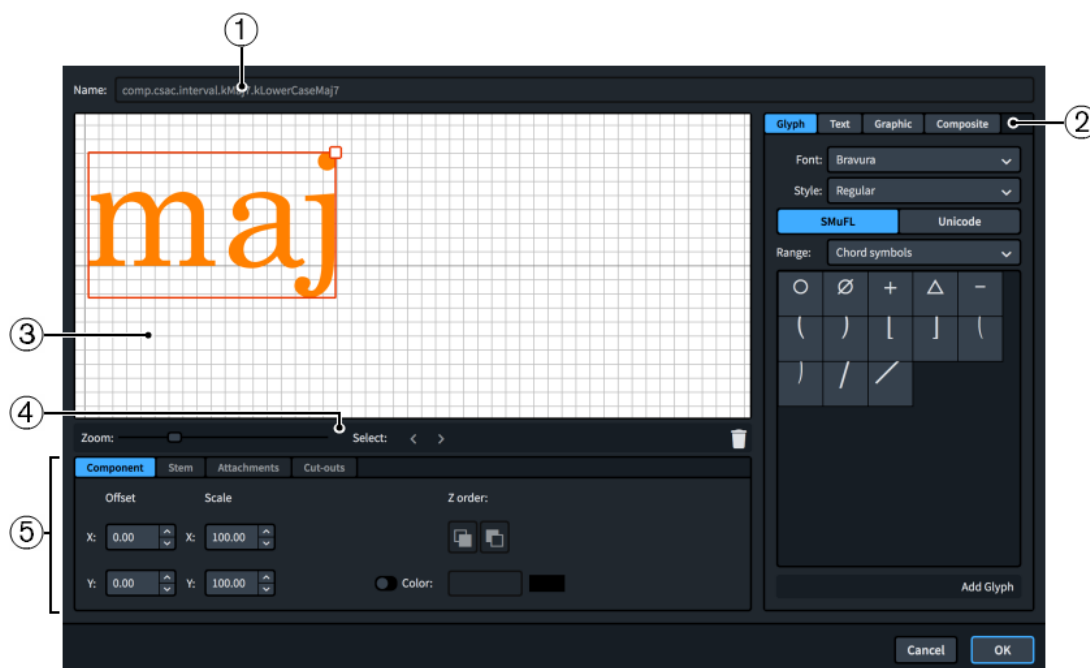 1
Name: comp.csac.interval.kMaj7.kLowerCaseMaj7
Glyph Text Graphic Composite
2
maj
Font: Bravura
Style: Regular
SMuFL Unicode
Range: Chord symbols
3
4
Zoom: Select: < >
Component Stem Attachments Cut-outs
Offset Scale Z order:
5
X: 0.00 X: 100.00
Y: 0.00 Y: 100.00 Color:
Add Glyph
Cancel OK